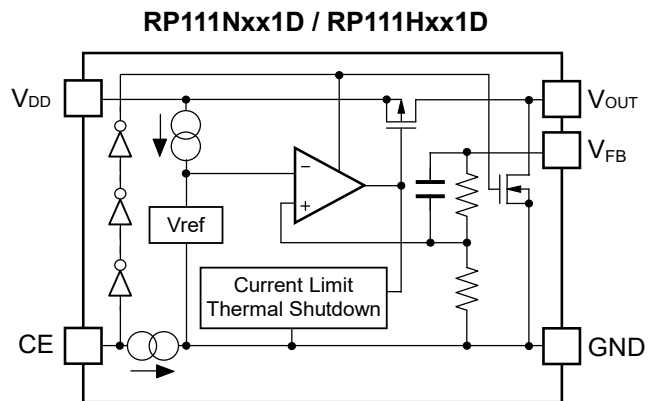 RP111Nxx1D / RP111Hxx1D
VDD
VOUT
VFB
−
+
Vref
Current Limit
Thermal Shutdown
CE
GND